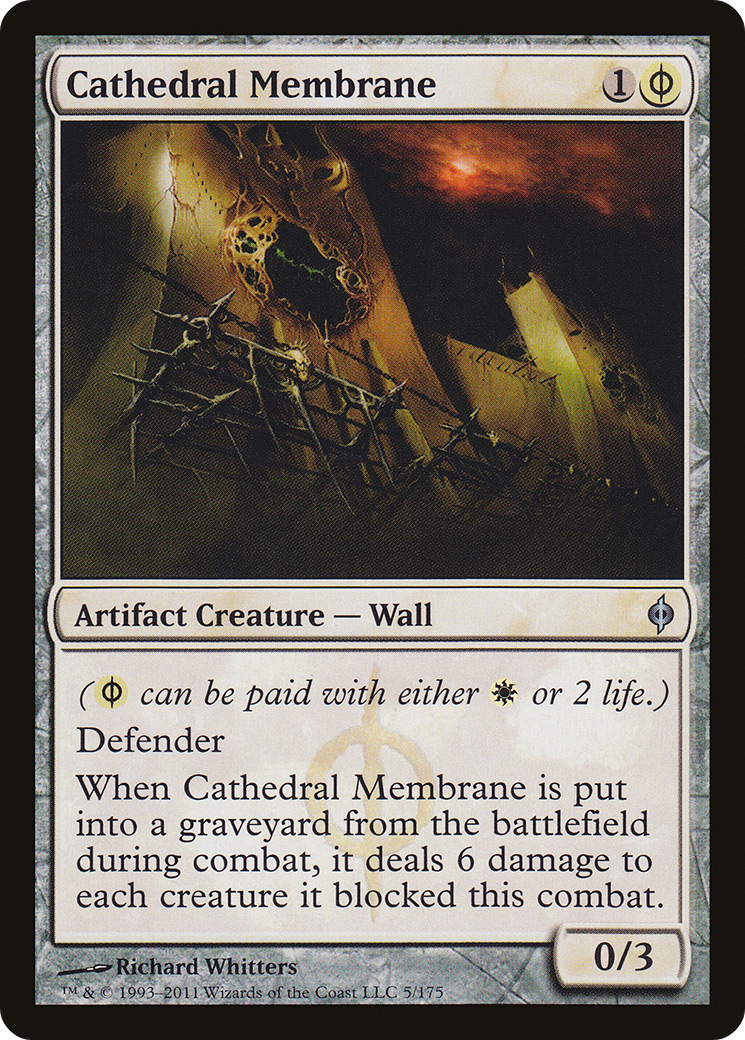 Cathedral Membrane 1
Artifact Creature — Wall
( can be paid with either or 2 life.)
Defender
When Cathedral Membrane is put
into a graveyard from the battlefield
during combat, it deals 6 damage to
each creature it blocked this combat.
0/3
Richard Whitters
™ & © 1993–2011 Wizards of the Coast LLC 5/175